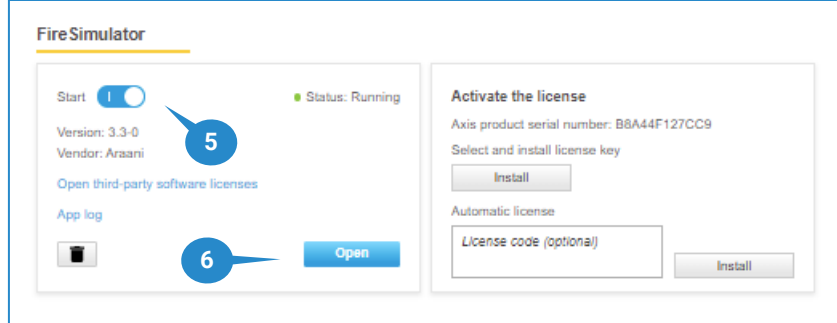 FireSimulator
Start
Status: Running
5
Version: 3.3-0
Vendor: Araani
Open third-party software licenses
App log
6
Open
Activate the license
Axis product serial number: B8A44F127CC9
Select and install license key
Install
Automatic license
License code (optional)
Install